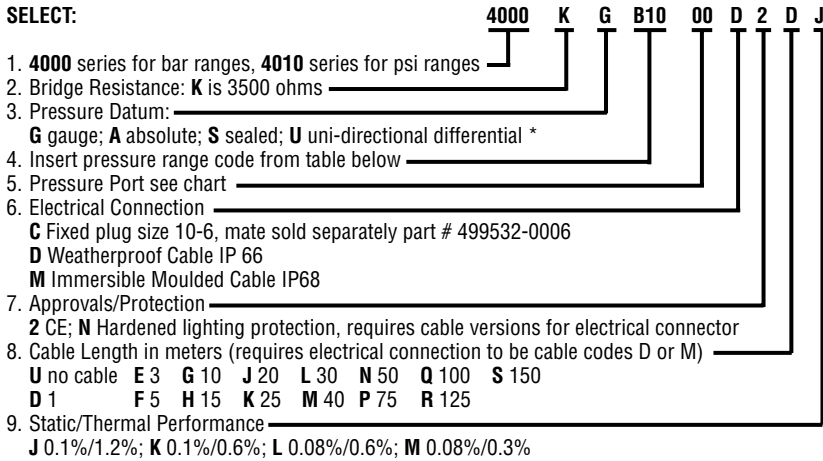 SELECT: 4000 K G B10 00 D 2 D J
1. 4000 series for bar ranges, 4010 series for psi ranges
2. Bridge Resistance: K is 3500 ohms
3. Pressure Datum:
G gauge; A absolute; S sealed; U uni-directional differential *
4. Insert pressure range code from table below
5. Pressure Port see chart
6. Electrical Connection
C Fixed plug size 10-6, mate sold separately part # 499532-0006
D Weatherproof Cable IP 66
M Immersible Moulded Cable IP68
7. Approvals/Protection
2 CE; N Hardened lighting protection, requires cable versions for electrical connector
8. Cable Length in meters (requires electrical connection to be cable codes D or M)
U no cable E 3 G 10 J 20 L 30 N 50 Q 100 S 150
D 1 F 5 H 15 K 25 M 40 P 75 R 125
9. Static/Thermal Performance
J 0.1%/1.2%; K 0.1%/0.6%; L 0.08%/0.6%; M 0.08%/0.3%